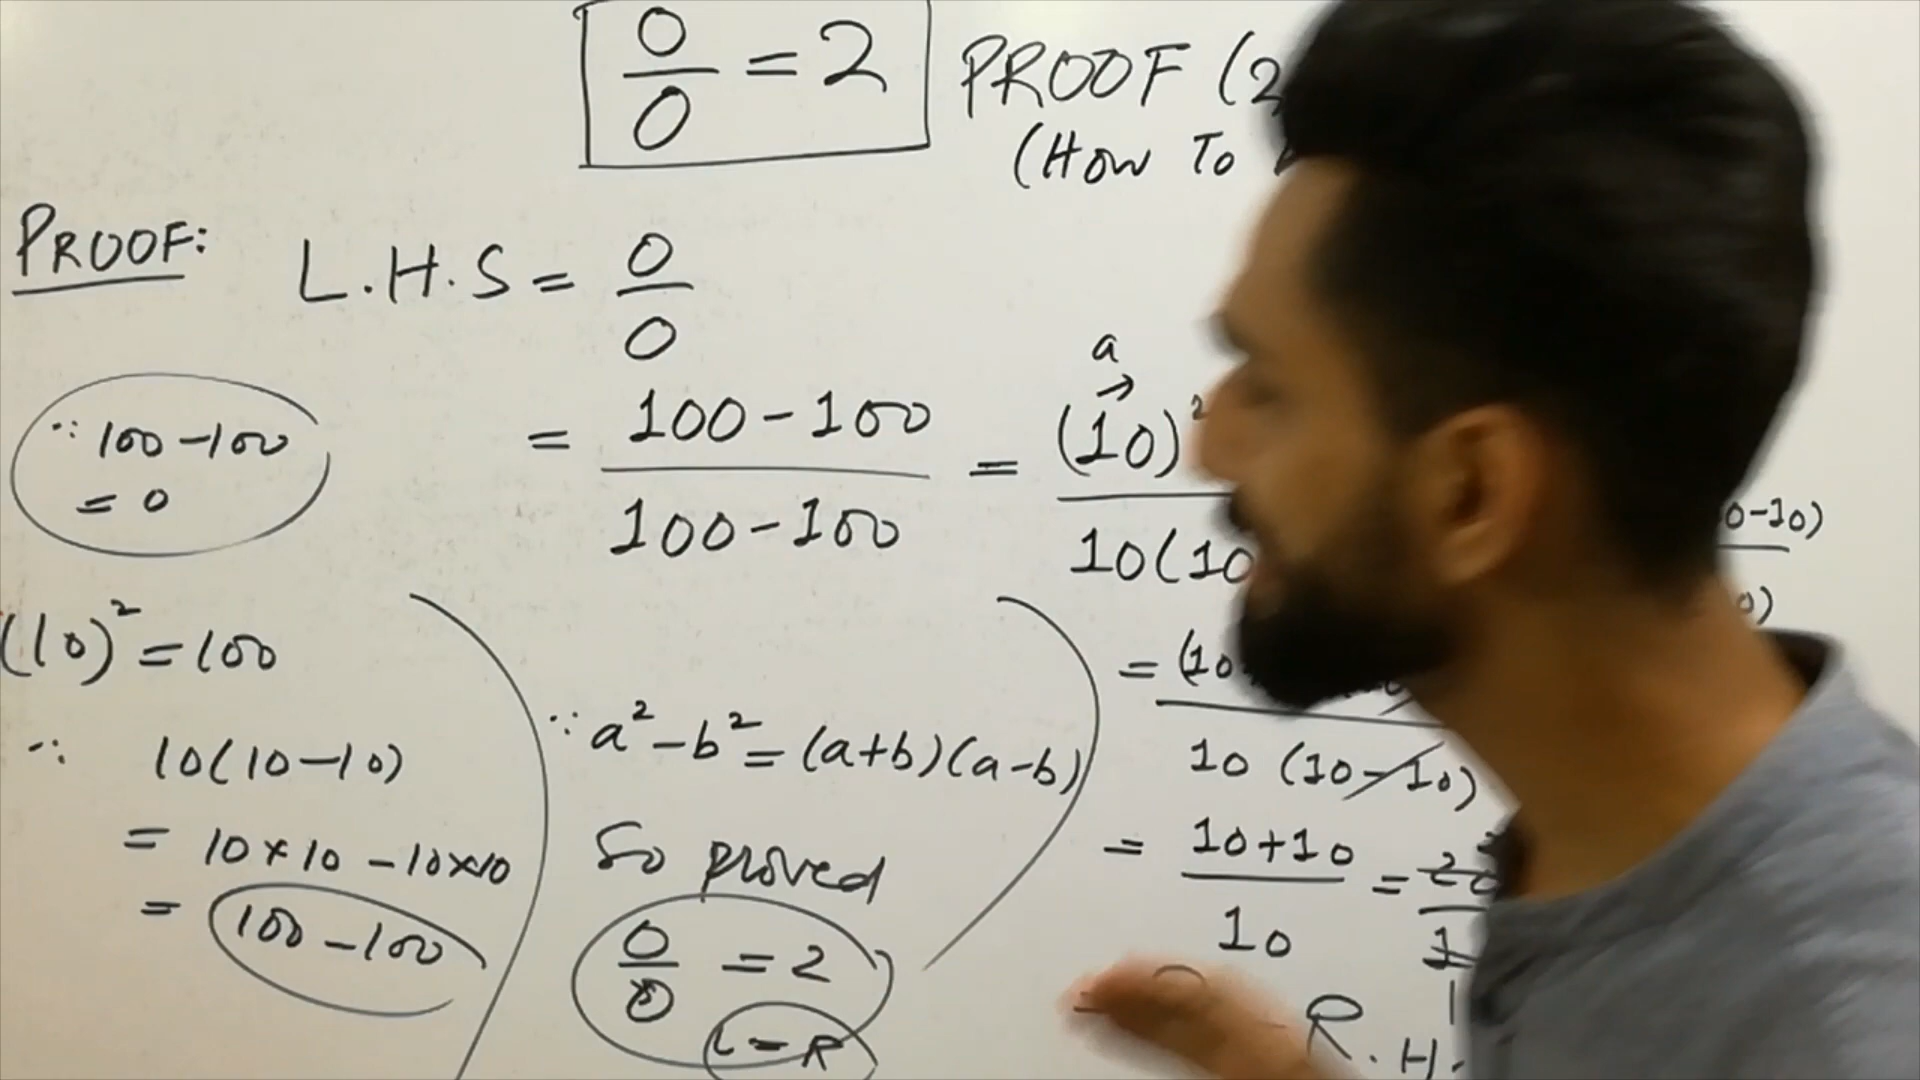 0/0 = 2 PROOF (2
(HOW TO
PROOF: L.H.S = 0/0
∵ 100-100
= 0
= 100-100/100-100 = (10)²/10(10
a →
0-10)
0)
(10)² = 100
∴ 10(10-10)
= 10×10 -10×10
= 100-100
∵ a²-b² = (a+b)(a-b)
So proved
0/0 = 2
L = R
= (10
10 (10-10)
= 10+10/10 = 20
R.H.